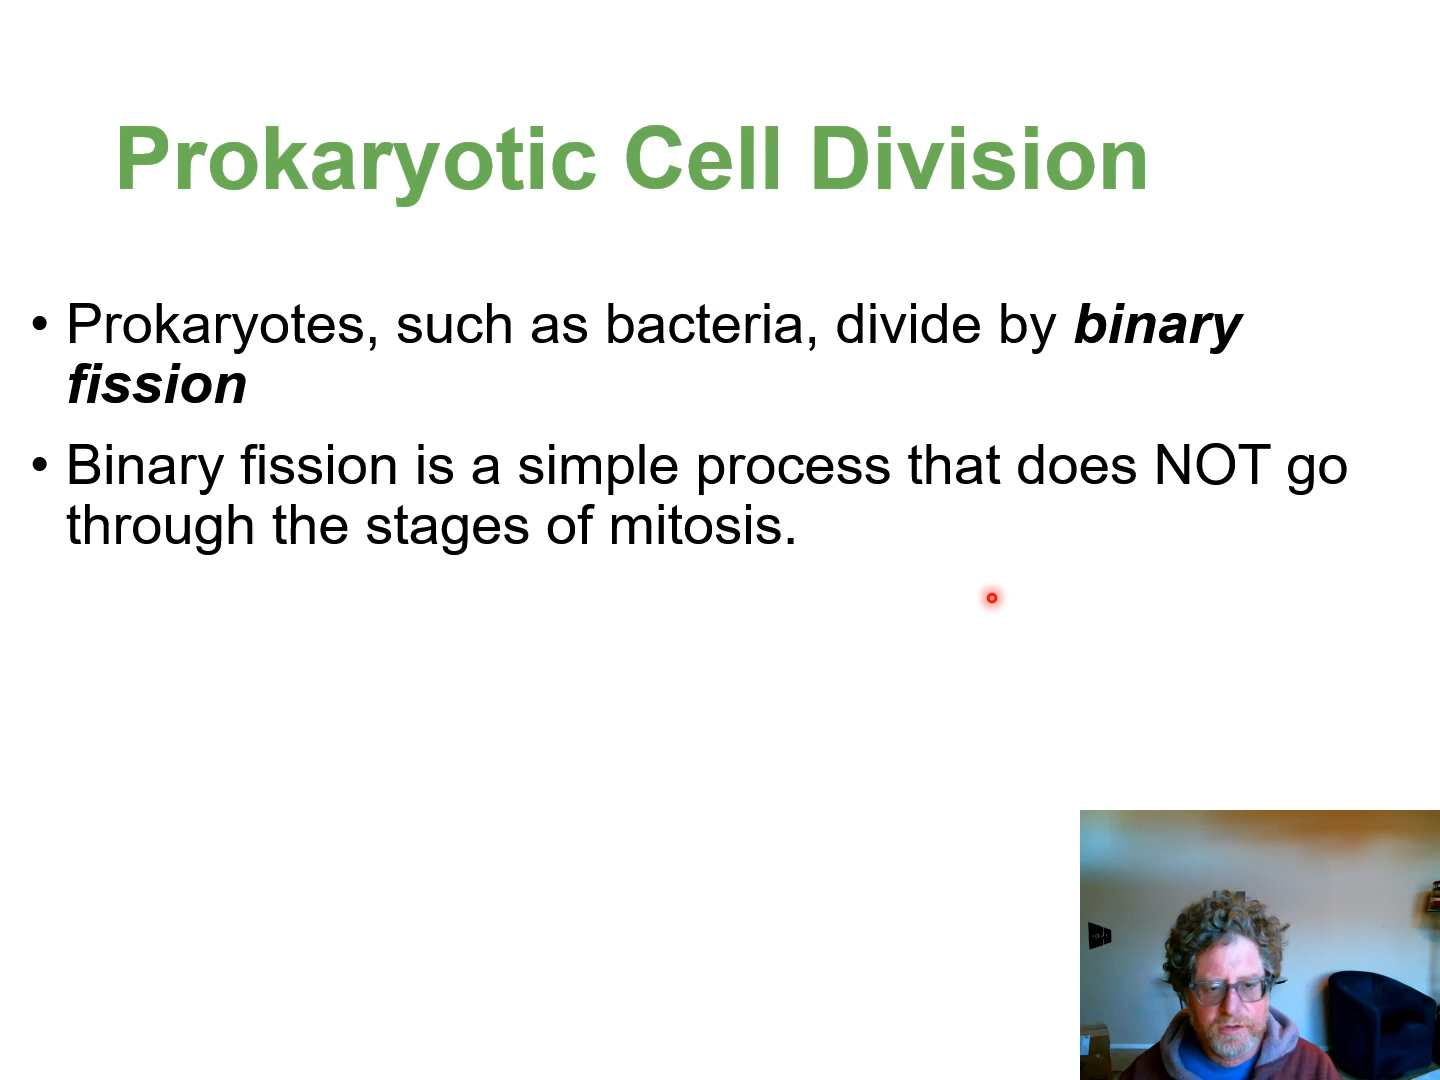 Prokaryotic Cell Division
• Prokaryotes, such as bacteria, divide by binary
fission
• Binary fission is a simple process that does NOT go
through the stages of mitosis.